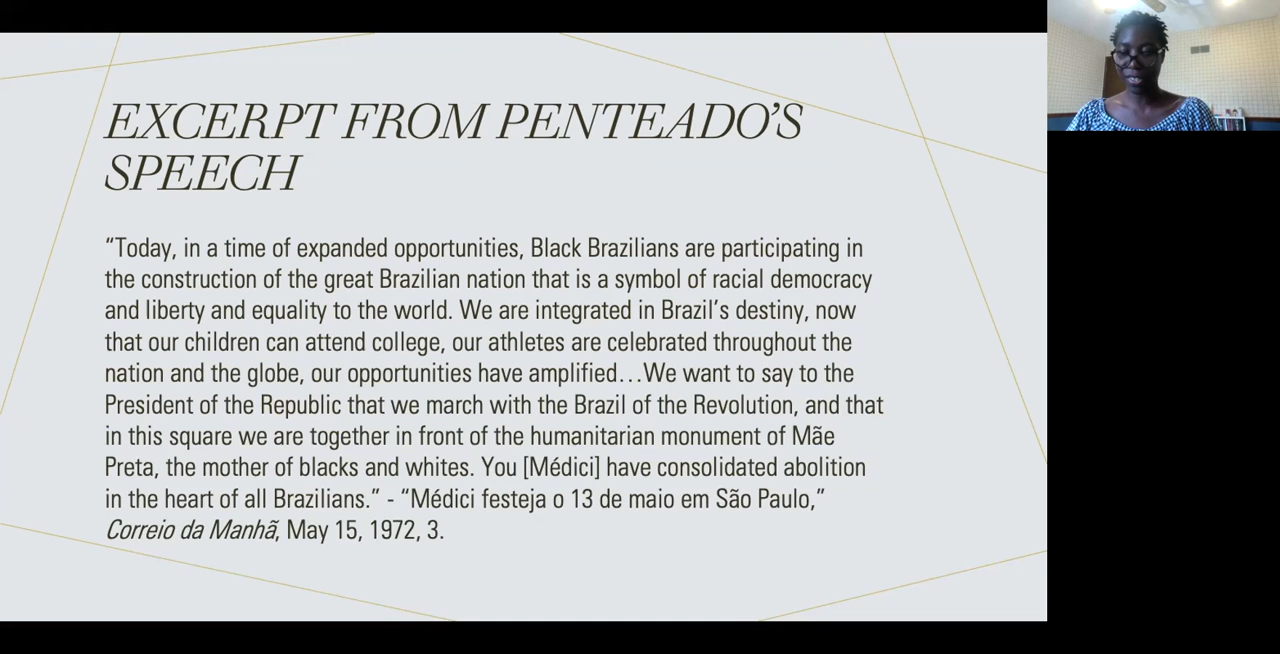 EXCERPT FROM PENTEADO’S
SPEECH
“Today, in a time of expanded opportunities, Black Brazilians are participating in
the construction of the great Brazilian nation that is a symbol of racial democracy
and liberty and equality to the world. We are integrated in Brazil’s destiny, now
that our children can attend college, our athletes are celebrated throughout the
nation and the globe, our opportunities have amplified…We want to say to the
President of the Republic that we march with the Brazil of the Revolution, and that
in this square we are together in front of the humanitarian monument of Mãe
Preta, the mother of blacks and whites. You [Médici] have consolidated abolition
in the heart of all Brazilians.” - “Médici festeja o 13 de maio em São Paulo,”
Correio da Manhã, May 15, 1972, 3.